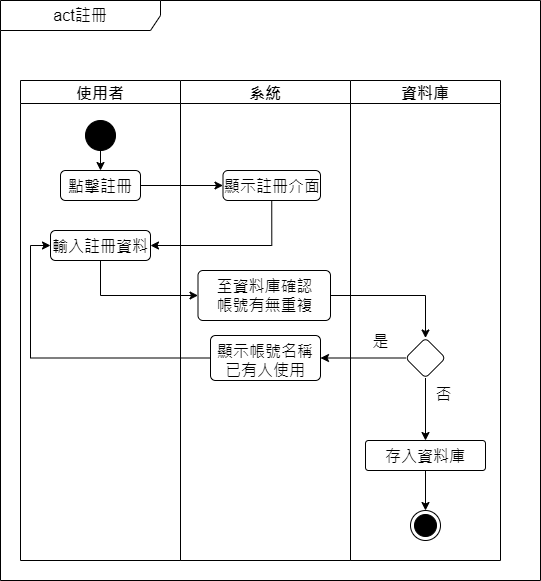 act註冊
使用者
系統
資料庫
點擊註冊
顯示註冊介面
輸入註冊資料
至資料庫確認
帳號有無重複
是
顯示帳號名稱
已有人使用
否
存入資料庫